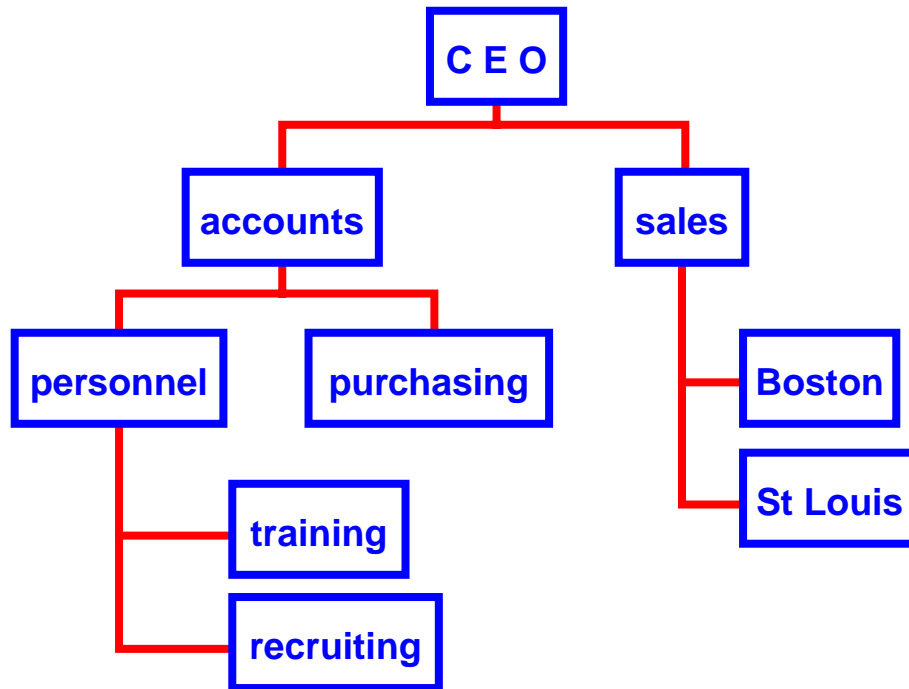 C E O
accounts
sales
personnel
purchasing
Boston
St Louis
training
recruiting